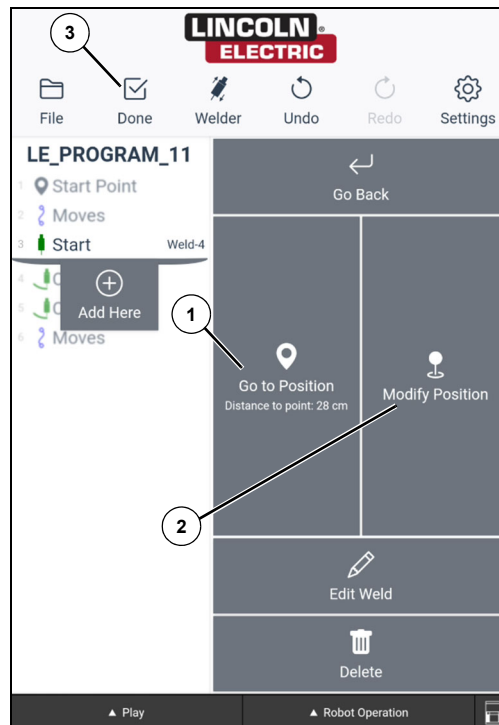 LINCOLN ®
ELECTRIC
3
File Done Welder Undo Redo Settings
LE_PROGRAM_11
1 Start Point
2 Moves
3 Start Weld-4
4 C
5 C
6 Moves
Add Here
Go Back
1
Go to Position
Distance to point: 28 cm
Modify Position
2
Edit Weld
Delete
▲ Play ▲ Robot Operation